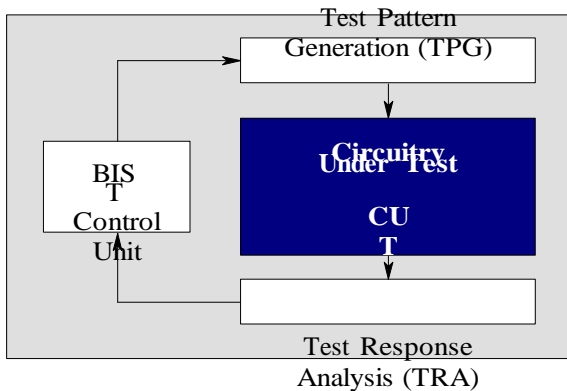 Test Pattern
Generation (TPG)
Circuitry
Under Test
CU
T
BIS
T
Control
Unit
Test Response
Analysis (TRA)